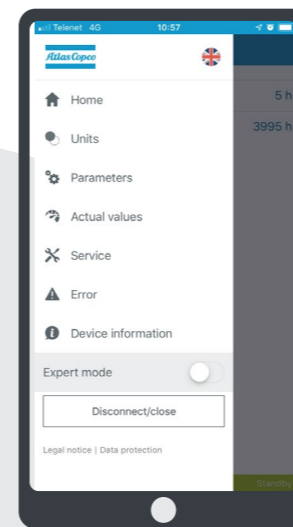 Telenet 4G 10:57
Atlas Copco
Home
5 h
Units
3995 h
Parameters
Actual values
Service
Error
Device information
Expert mode
Disconnect/close
Legal notice | Data protection
Standby